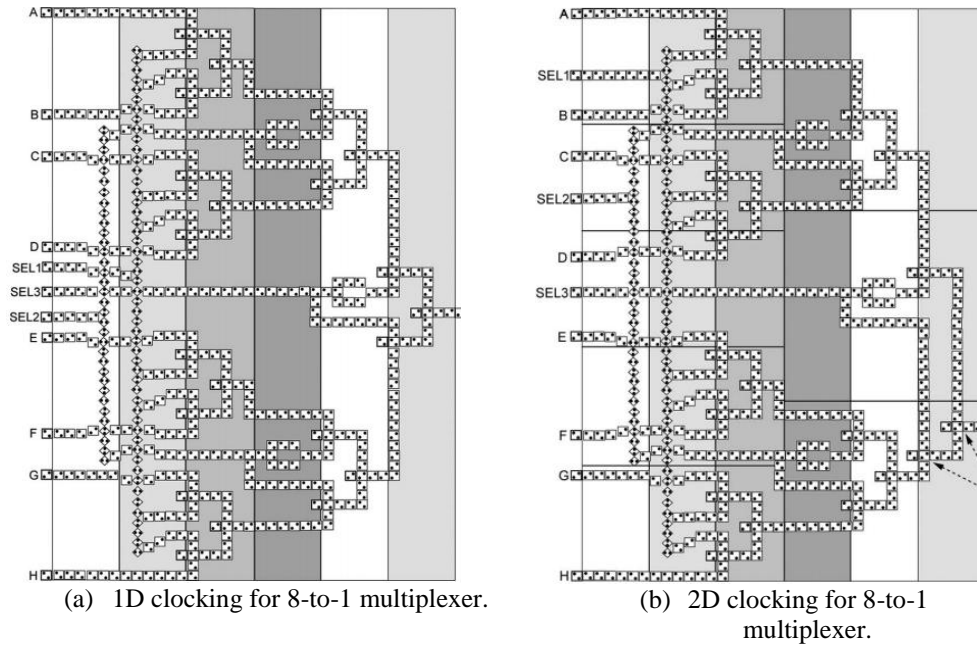 A
B
C
D
SEL1
SEL3
SEL2
E
F
G
H
(a) 1D clocking for 8-to-1 multiplexer.
A
SEL1
B
C
SEL2
D
SEL3
E
F
G
H
(b) 2D clocking for 8-to-1
multiplexer.